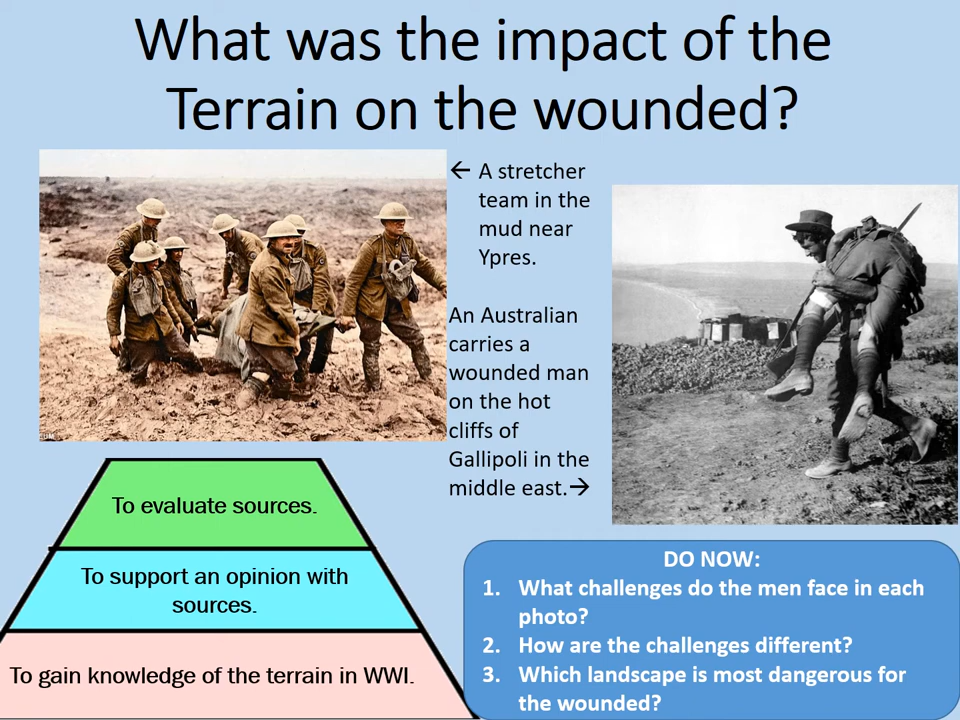 What was the impact of the
Terrain on the wounded?
← A stretcher
team in the
mud near
Ypres.
An Australian
carries a
wounded man
on the hot
cliffs of
Gallipoli in the
middle east.→
To evaluate sources.
To support an opinion with
sources.
To gain knowledge of the terrain in WWI.
DO NOW:
1. What challenges do the men face in each
photo?
2. How are the challenges different?
3. Which landscape is most dangerous for
the wounded?